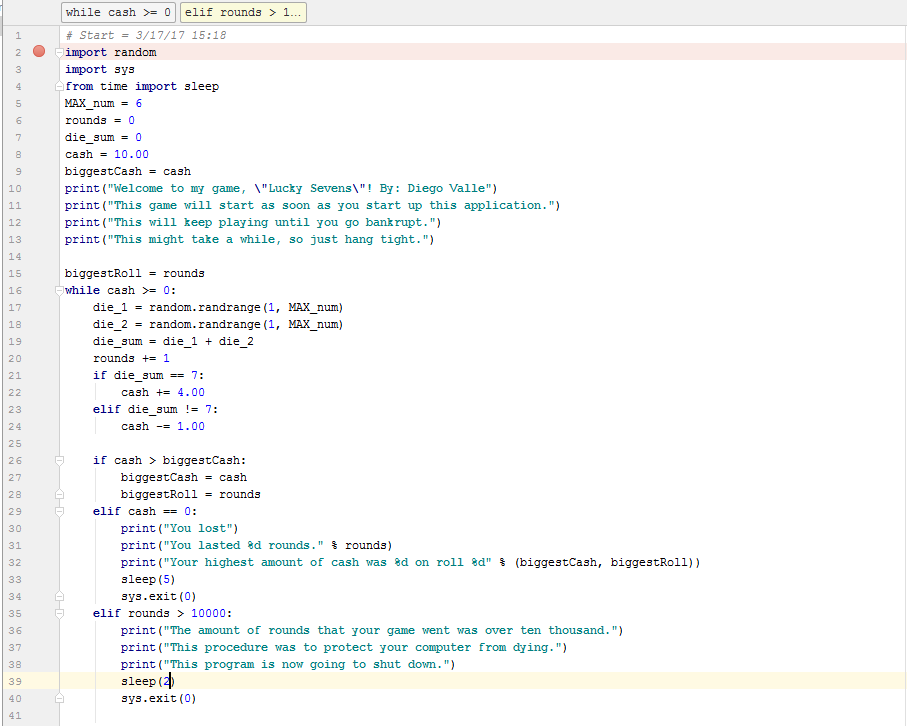 while cash >= 0 elif rounds > 1...
1 # Start = 3/17/17 15:18
2 import random
3 import sys
4 from time import sleep
5 MAX_num = 6
6 rounds = 0
7 die_sum = 0
8 cash = 10.00
9 biggestCash = cash
10 print("Welcome to my game, \"Lucky Sevens\"! By: Diego Valle")
11 print("This game will start as soon as you start up this application.")
12 print("This will keep playing until you go bankrupt.")
13 print("This might take a while, so just hang tight.")
14
15 biggestRoll = rounds
16 while cash >= 0:
17     die_1 = random.randrange(1, MAX_num)
18     die_2 = random.randrange(1, MAX_num)
19     die_sum = die_1 + die_2
20     rounds += 1
21     if die_sum == 7:
22         cash += 4.00
23     elif die_sum != 7:
24         cash -= 1.00
25
26     if cash > biggestCash:
27         biggestCash = cash
28         biggestRoll = rounds
29     elif cash == 0:
30         print("You lost")
31         print("You lasted %d rounds." % rounds)
32         print("Your highest amount of cash was %d on roll %d" % (biggestCash, biggestRoll))
33         sleep(5)
34         sys.exit(0)
35     elif rounds > 10000:
36         print("The amount of rounds that your game went was over ten thousand.")
37         print("This procedure was to protect your computer from dying.")
38         print("This program is now going to shut down.")
39         sleep(2)
40         sys.exit(0)
41